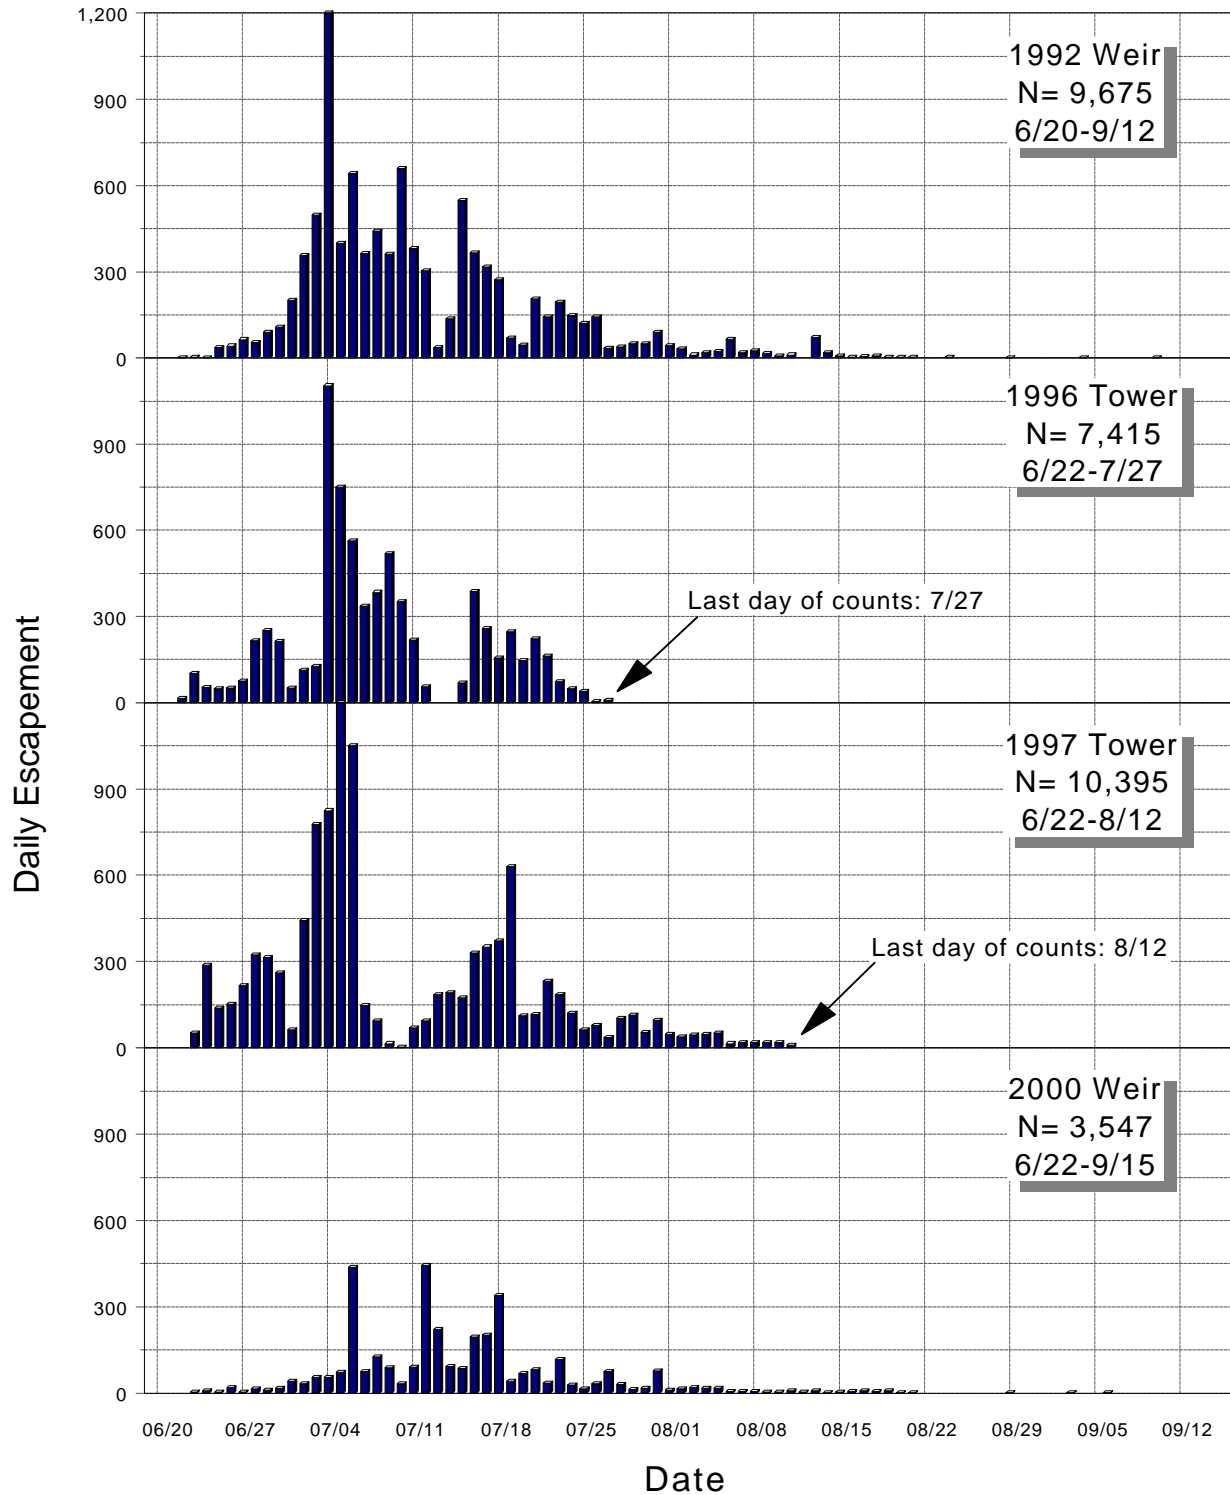 1,200
900
600
300
0
1992 Weir
N= 9,675
6/20-9/12
900
600
300
0
1996 Tower
N= 7,415
6/22-7/27
Last day of counts: 7/27
900
600
300
0
1997 Tower
N= 10,395
6/22-8/12
Last day of counts: 8/12
900
600
300
0
2000 Weir
N= 3,547
6/22-9/15
Daily Escapement
06/20 06/27 07/04 07/11 07/18 07/25 08/01 08/08 08/15 08/22 08/29 09/05 09/12
Date